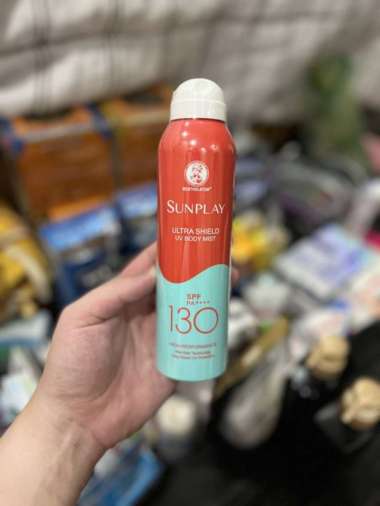 SUNPLAY
ULTRA SHIELD
UV BODY MIST
SPF
PA++++
130
HIGH PERFORMANCE